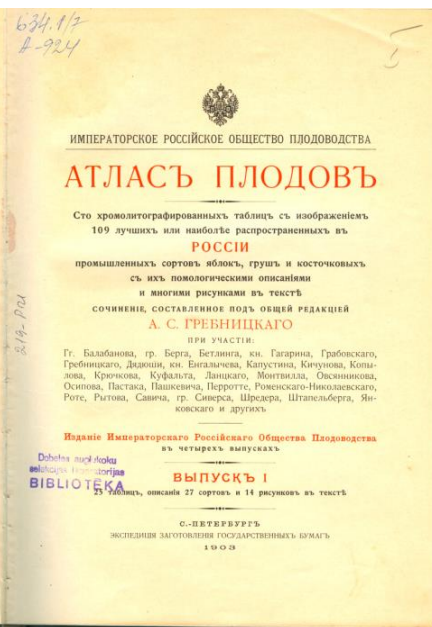 634.1/7
А-924
I
ИМПЕРАТОРСКОЕ РОССІЙСКОЕ ОБЩЕСТВО ПЛОДОВОДСТВА
АТЛАСЪ ПЛОДОВЪ
Сто хромолитографированныхъ таблицъ съ изображеніемъ
109 лучшихъ или наиболѣе распространенныхъ въ
РОССІИ
промышленныхъ сортовъ яблокъ, грушъ и косточковыхъ
съ ихъ помологическими описаніями
и многими рисунками въ текстѣ
СОЧИНЕНІЕ, СОСТАВЛЕННОЕ ПОДЪ ОБЩЕЙ РЕДАКЦІЕЙ
А. С. ГРЕБНИЦКАГО
ПРИ УЧАСТІИ:
Гг. Балабанова, гр. Берга, Бетлинга, кн. Гагарина, Грабовскаго,
Гребницкаго, Дядюши, кн. Енгалычева, Капустина, Кичунова, Копы-
лова, Крючкова, Куфальта, Ланцкаго, Монтвилла, Овсянникова,
Осипова, Пастака, Пашкевича, Перротте, Роменскаго-Николаевскаго,
Роте, Рытова, Савича, гр. Сиверса, Шредера, Штапельберга, Ян-
ковскаго и другихъ
Изданіе Императорскаго Россійскаго Общества Плодоводства
въ четырехъ выпускахъ
ВЫПУСКЪ I
25 таблицъ, описанія 27 сортовъ и 14 рисунковъ въ текстѣ
С.-ПЕТЕРБУРГЪ
ЭКСПЕДИЦІЯ ЗАГОТОВЛЕНІЯ ГОСУДАРСТВЕННЫХЪ БУМАГЪ
1903
Dobeles augļkoku
selekcijas
BIBLIOTĒKA